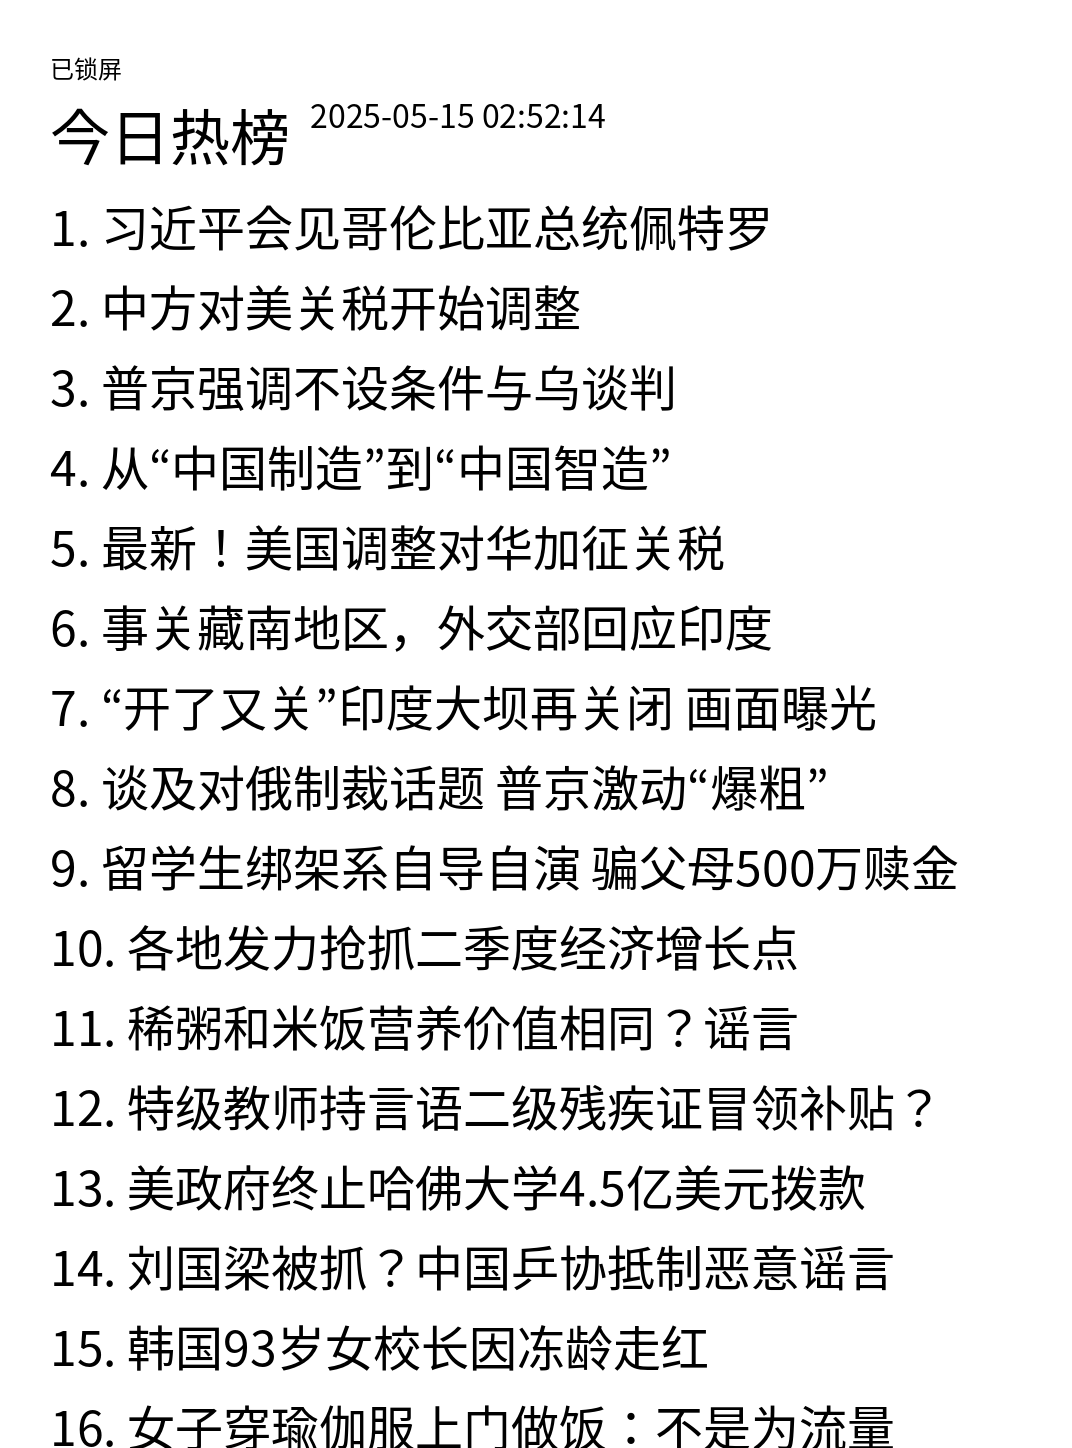 已锁屏
今日热榜 2025-05-15 02:52:14
1. 习近平会见哥伦比亚总统佩特罗
2. 中方对美关税开始调整
3. 普京强调不设条件与乌谈判
4. 从“中国制造”到“中国智造”
5. 最新！美国调整对华加征关税
6. 事关藏南地区，外交部回应印度
7. “开了又关”印度大坝再关闭 画面曝光
8. 谈及对俄制裁话题 普京激动“爆粗”
9. 留学生绑架系自导自演 骗父母500万赎金
10. 各地发力抢抓二季度经济增长点
11. 稀粥和米饭营养价值相同？谣言
12. 特级教师持言语二级残疾证冒领补贴？
13. 美政府终止哈佛大学4.5亿美元拨款
14. 刘国梁被抓？中国乒协抵制恶意谣言
15. 韩国93岁女校长因冻龄走红
16. 女子穿瑜伽服上门做饭：不是为流量